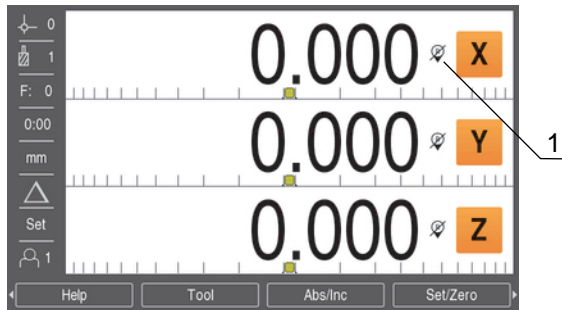 0
1
F: 0
0:00
mm
Set
1
0.000 X
0.000 Y
0.000 Z
1
Help Tool Abs/Inc Set/Zero